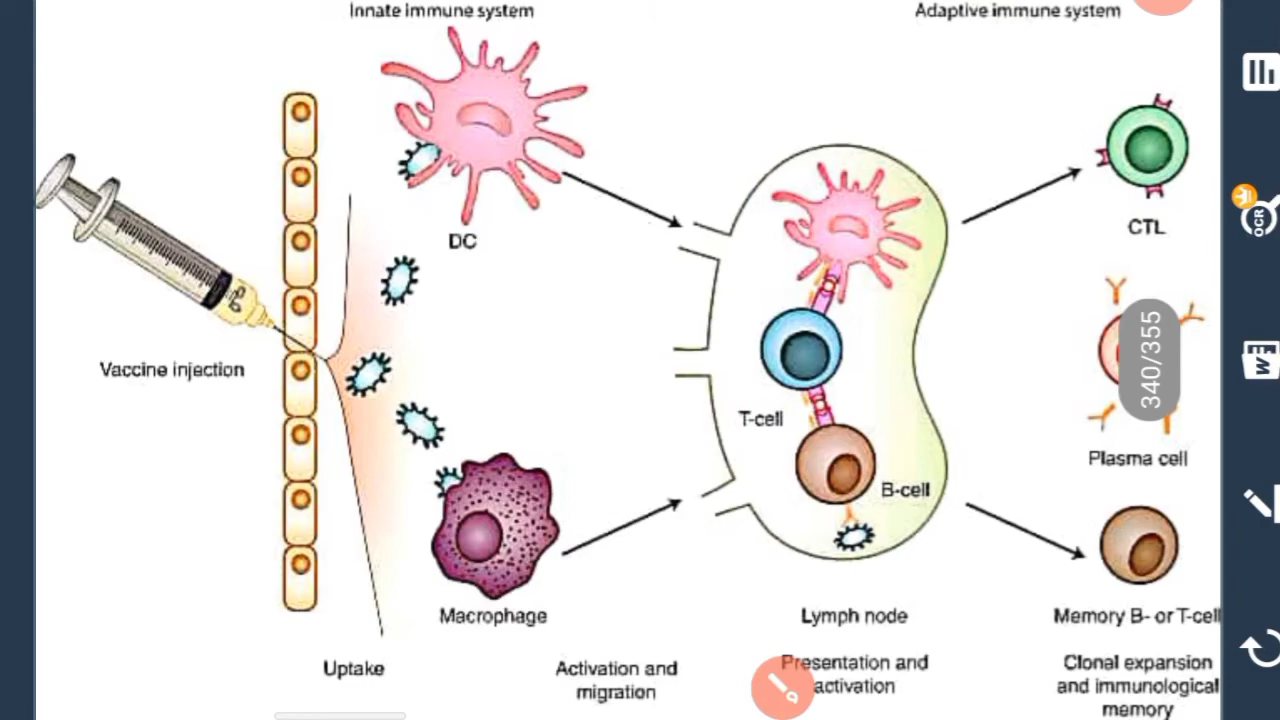 Innate immune system
Adaptive immune system
DC
CTL
Vaccine injection
T-cell
B-cell
Plasma cell
Macrophage
Lymph node
Memory B- or T-cell
Uptake
Activation and
migration
Presentation and
activation
Clonal expansion
and immunological
memory
340/355
OCR
W